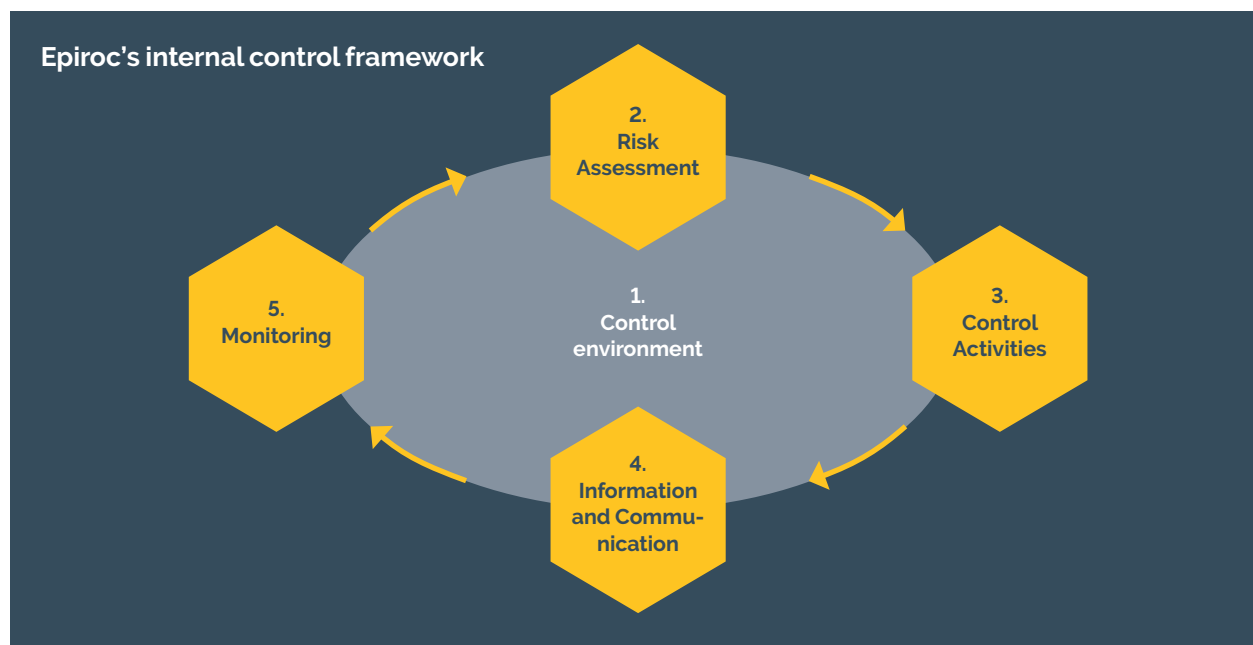 Epiroc’s internal control framework
2.
Risk
Assessment
1.
Control
environment
3.
Control
Activities
5.
Monitoring
4.
Information
and Commu-
nication